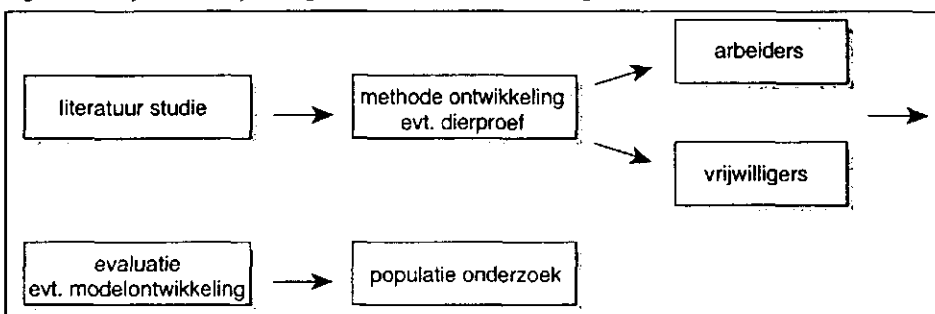 literatuur studie
methode ontwikkeling
evt. dierproef
arbeiders
vrijwilligers
evaluatie
evt. modelontwikkeling
populatie onderzoek